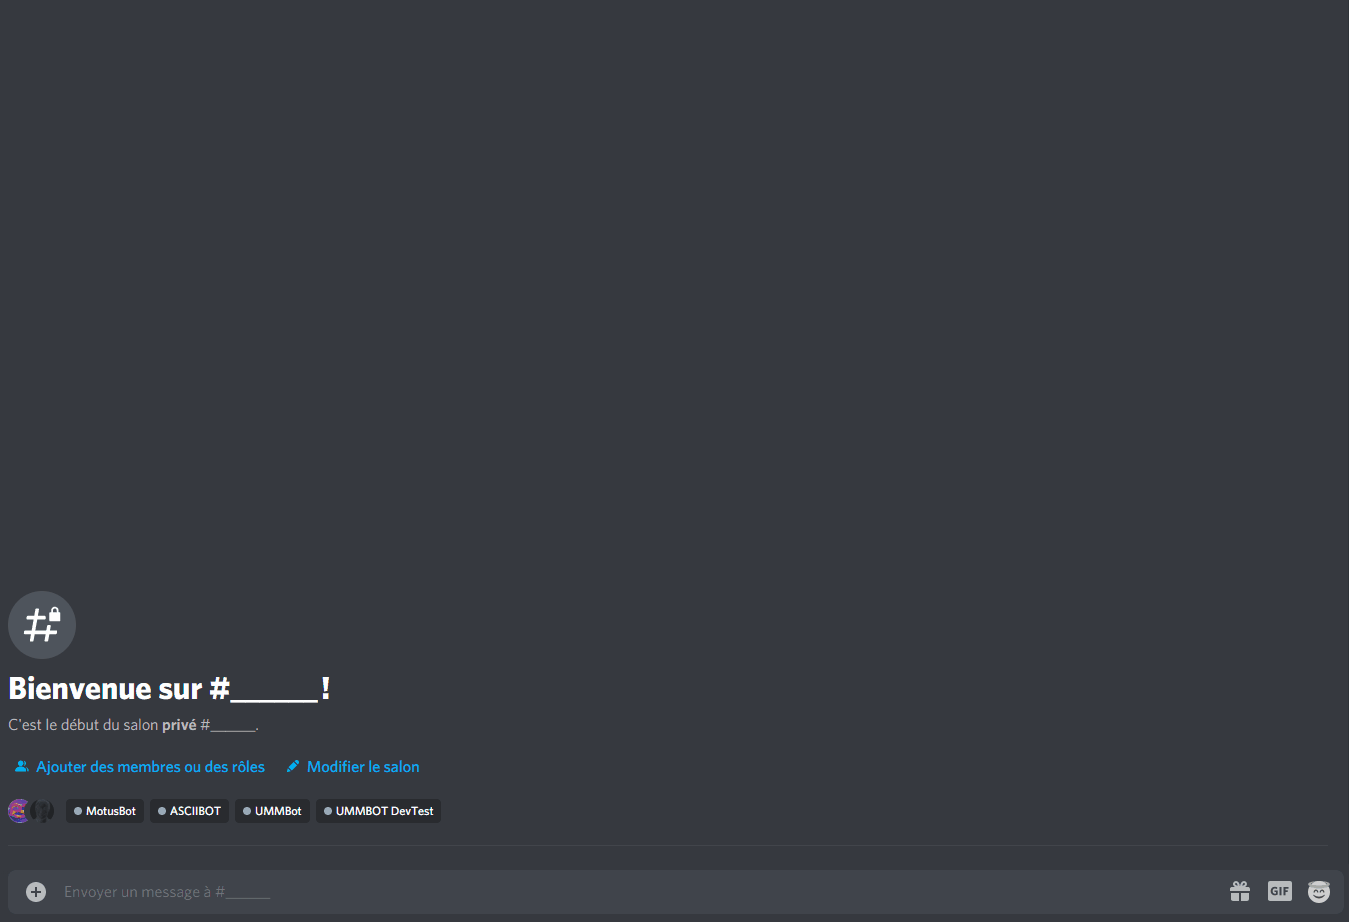 Bienvenue sur #______ !
C'est le début du salon privé #______.
Ajouter des membres ou des rôles Modifier le salon
MotusBot ASCIIBOT UMMBot UMMBOT DevTest
Envoyer un message à #______
GIF